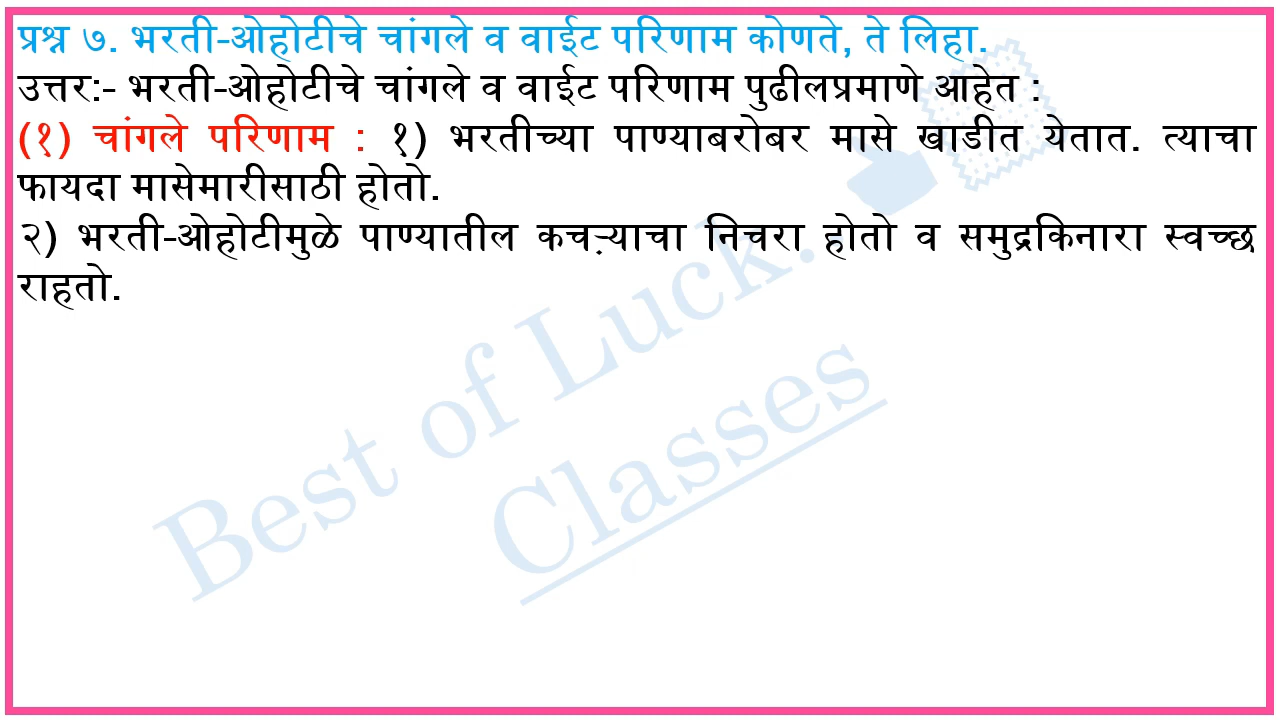 प्रश्न ७. भरती-ओहोटीचे चांगले व वाईट परिणाम कोणते, ते लिहा.
उत्तर:- भरती-ओहोटीचे चांगले व वाईट परिणाम पुढीलप्रमाणे आहेत :
(१) चांगले परिणाम : १) भरतीच्या पाण्याबरोबर मासे खाडीत येतात. त्याचा
फायदा मासेमारीसाठी होतो.
२) भरती-ओहोटीमुळे पाण्यातील कचऱ्याचा निचरा होतो व समुद्रकिनारा स्वच्छ
राहतो.
Best of Luck.
Classes